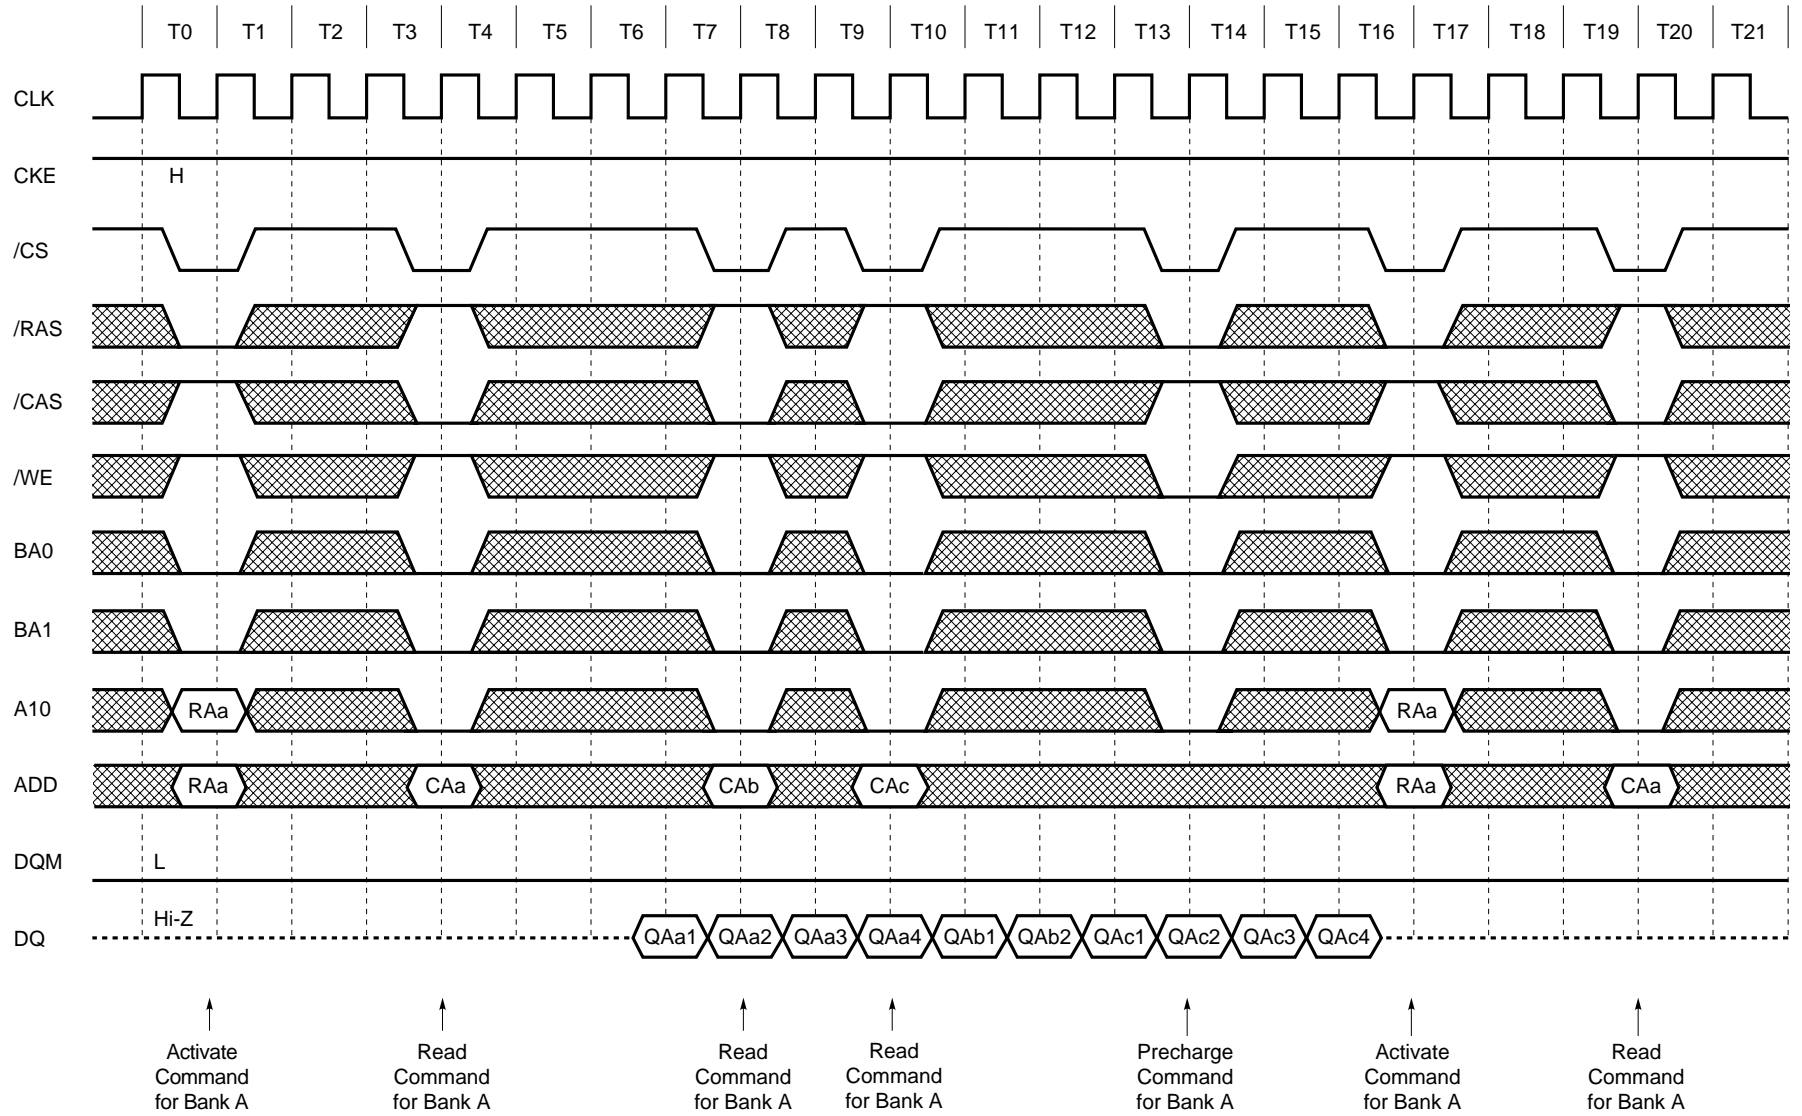 T0 T1 T2 T3 T4 T5 T6 T7 T8 T9 T10 T11 T12 T13 T14 T15 T16 T17 T18 T19 T20 T21
CLK
CKE H
/CS
/RAS
/CAS
/WE
BA0
BA1
A10 RAa RAa
ADD RAa CAa CAb CAc RAa CAa
DQM L
Hi-Z
DQ QAa1 QAa2 QAa3 QAa4 QAb1 QAb2 QAc1 QAc2 QAc3 QAc4
Activate
Command
for Bank A
Read
Command
for Bank A
Read
Command
for Bank A
Read
Command
for Bank A
Precharge
Command
for Bank A
Activate
Command
for Bank A
Read
Command
for Bank A